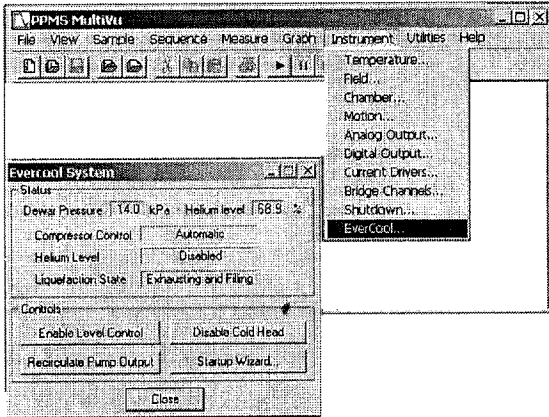 PPMS MultiVu
File View Sample Sequence Measure Graph Instrument Utilities Help
Temperature...
Field...
Chamber...
Motion...
Analog Output...
Digital Output...
Current Drivers...
Bridge Channels...
Shutdown...
EverCool...
Evercool System
Status
Dewar Pressure 14.0 kPa Helium level 68.9 %
Compressor Control Automatic
Helium Level Disabled
Liquefaction State Exhausting and Filling
Controls
Enable Level Control Disable Cold Head
Recirculate Pump Output Startup Wizard...
Close